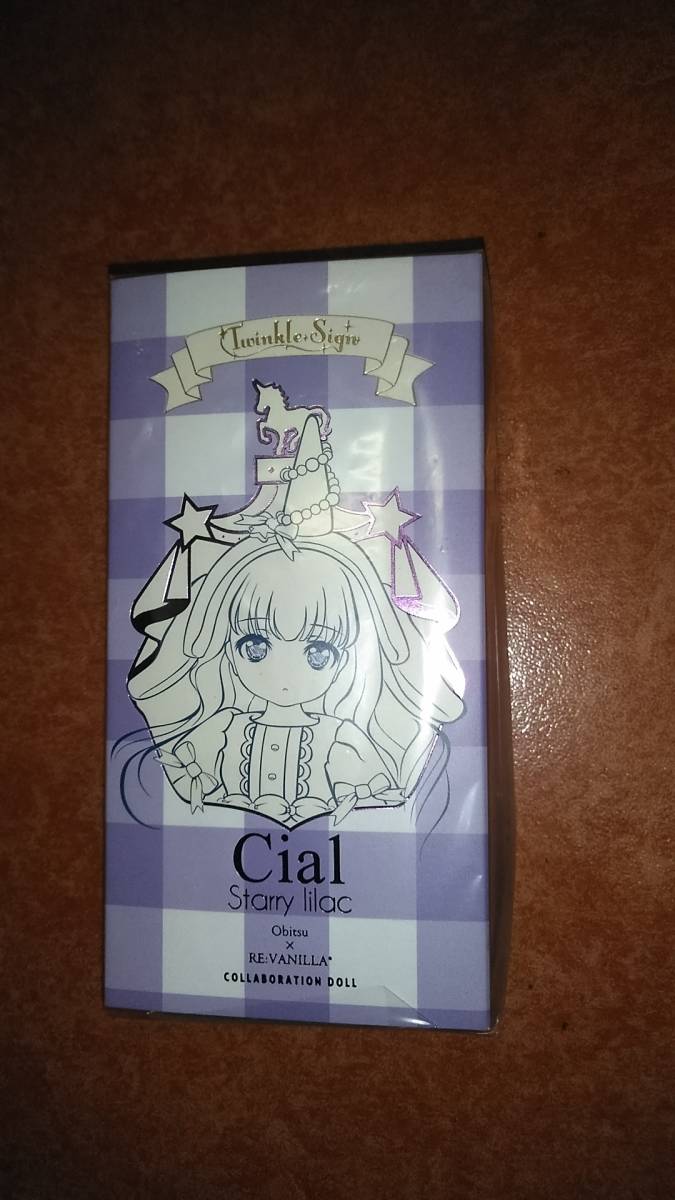 Twinkle Sign
Cial
Starry lilac
Obitsu
×
RE:VANILLA*
COLLABORATION DOLL